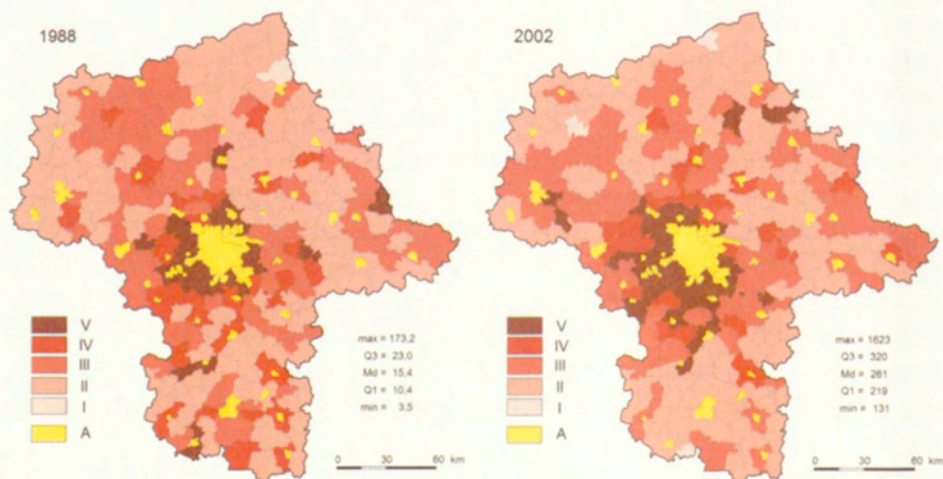 1988
V
IV
III
II
I
A
max = 173,2
Q3 = 23,0
Md = 15,4
Q1 = 10,4
min = 3,5
0 30 60 km
2002
V
IV
III
II
I
A
max = 1623
Q3 = 320
Md = 261
Q1 = 219
min = 131
0 30 60 km